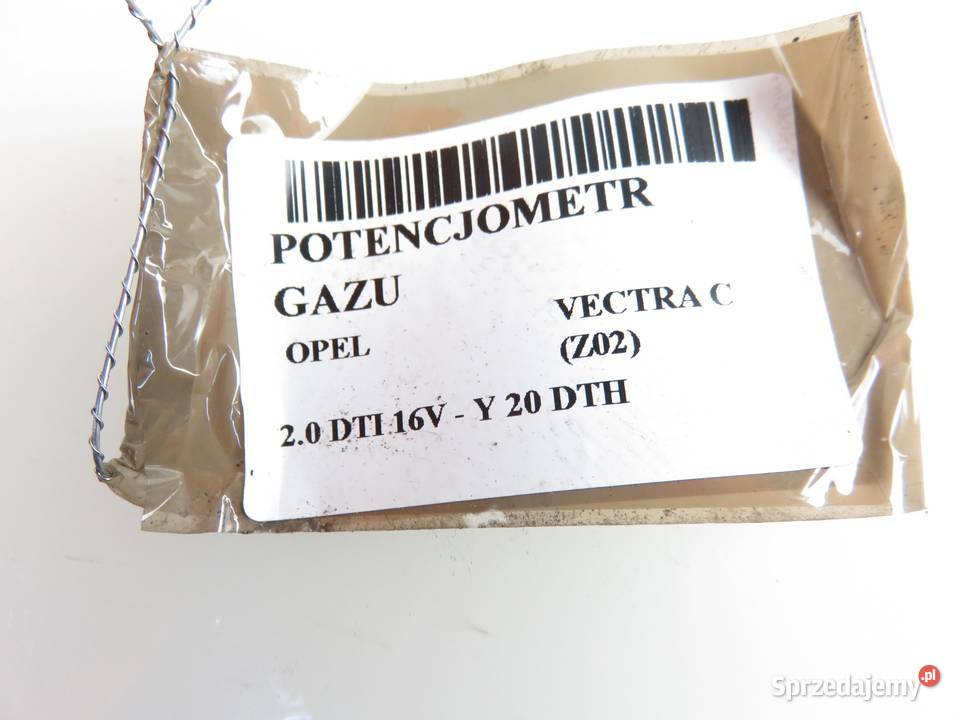 POTENCJOMETR
GAZU
OPEL VECTRA C
(Z02)
2.0 DTI 16V - Y 20 DTH
Sprzedajemy.pl